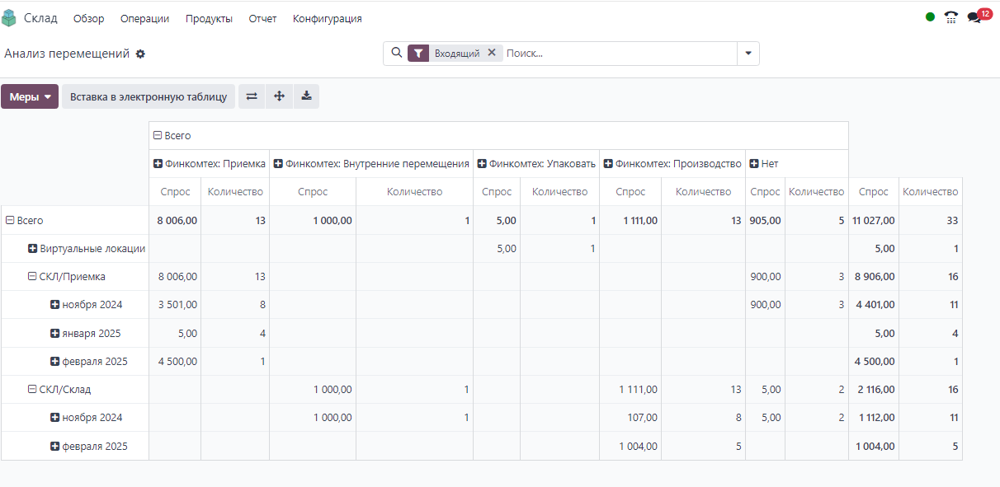 Склад Обзор Операции Продукты Отчет Конфигурация 12
Анализ перемещений Входящий Поиск...
Меры Вставка в электронную таблицу
Всего
Финкомтех: Приемка Финкомтех: Внутренние перемещения Финкомтех: Упаковать Финкомтех: Производство Нет
Спрос Количество Спрос Количество Спрос Количество Спрос Количество Спрос Количество Спрос Количество
Всего 8 006,00 13 1 000,00 1 5,00 1 1 111,00 13 905,00 5 11 027,00 33
Виртуальные локации 5,00 1 5,00 1
СКЛ/Приемка 8 006,00 13 900,00 3 8 906,00 16
ноября 2024 3 501,00 8 900,00 3 4 401,00 11
января 2025 5,00 4 5,00 4
февраля 2025 4 500,00 1 4 500,00 1
СКЛ/Склад 1 000,00 1 1 111,00 13 5,00 2 2 116,00 16
ноября 2024 1 000,00 1 107,00 8 5,00 2 1 112,00 11
февраля 2025 1 004,00 5 1 004,00 5